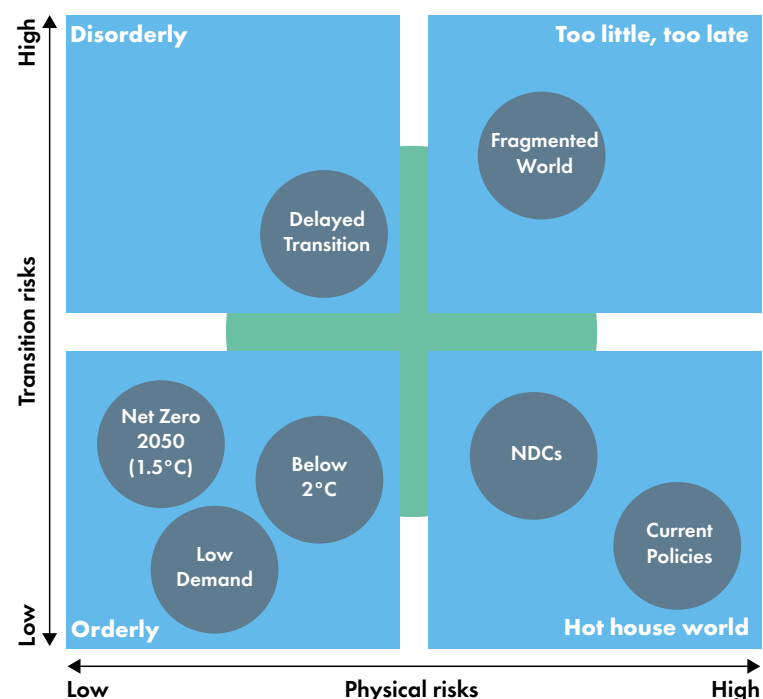 High
Disorderly
Too little, too late
Fragmented
World
Delayed
Transition
Transition risks
Net Zero
2050
(1.5°C)
Below
2°C
NDCs
Low
Demand
Current
Policies
Low
Orderly
Hot house world
Low
Physical risks
High